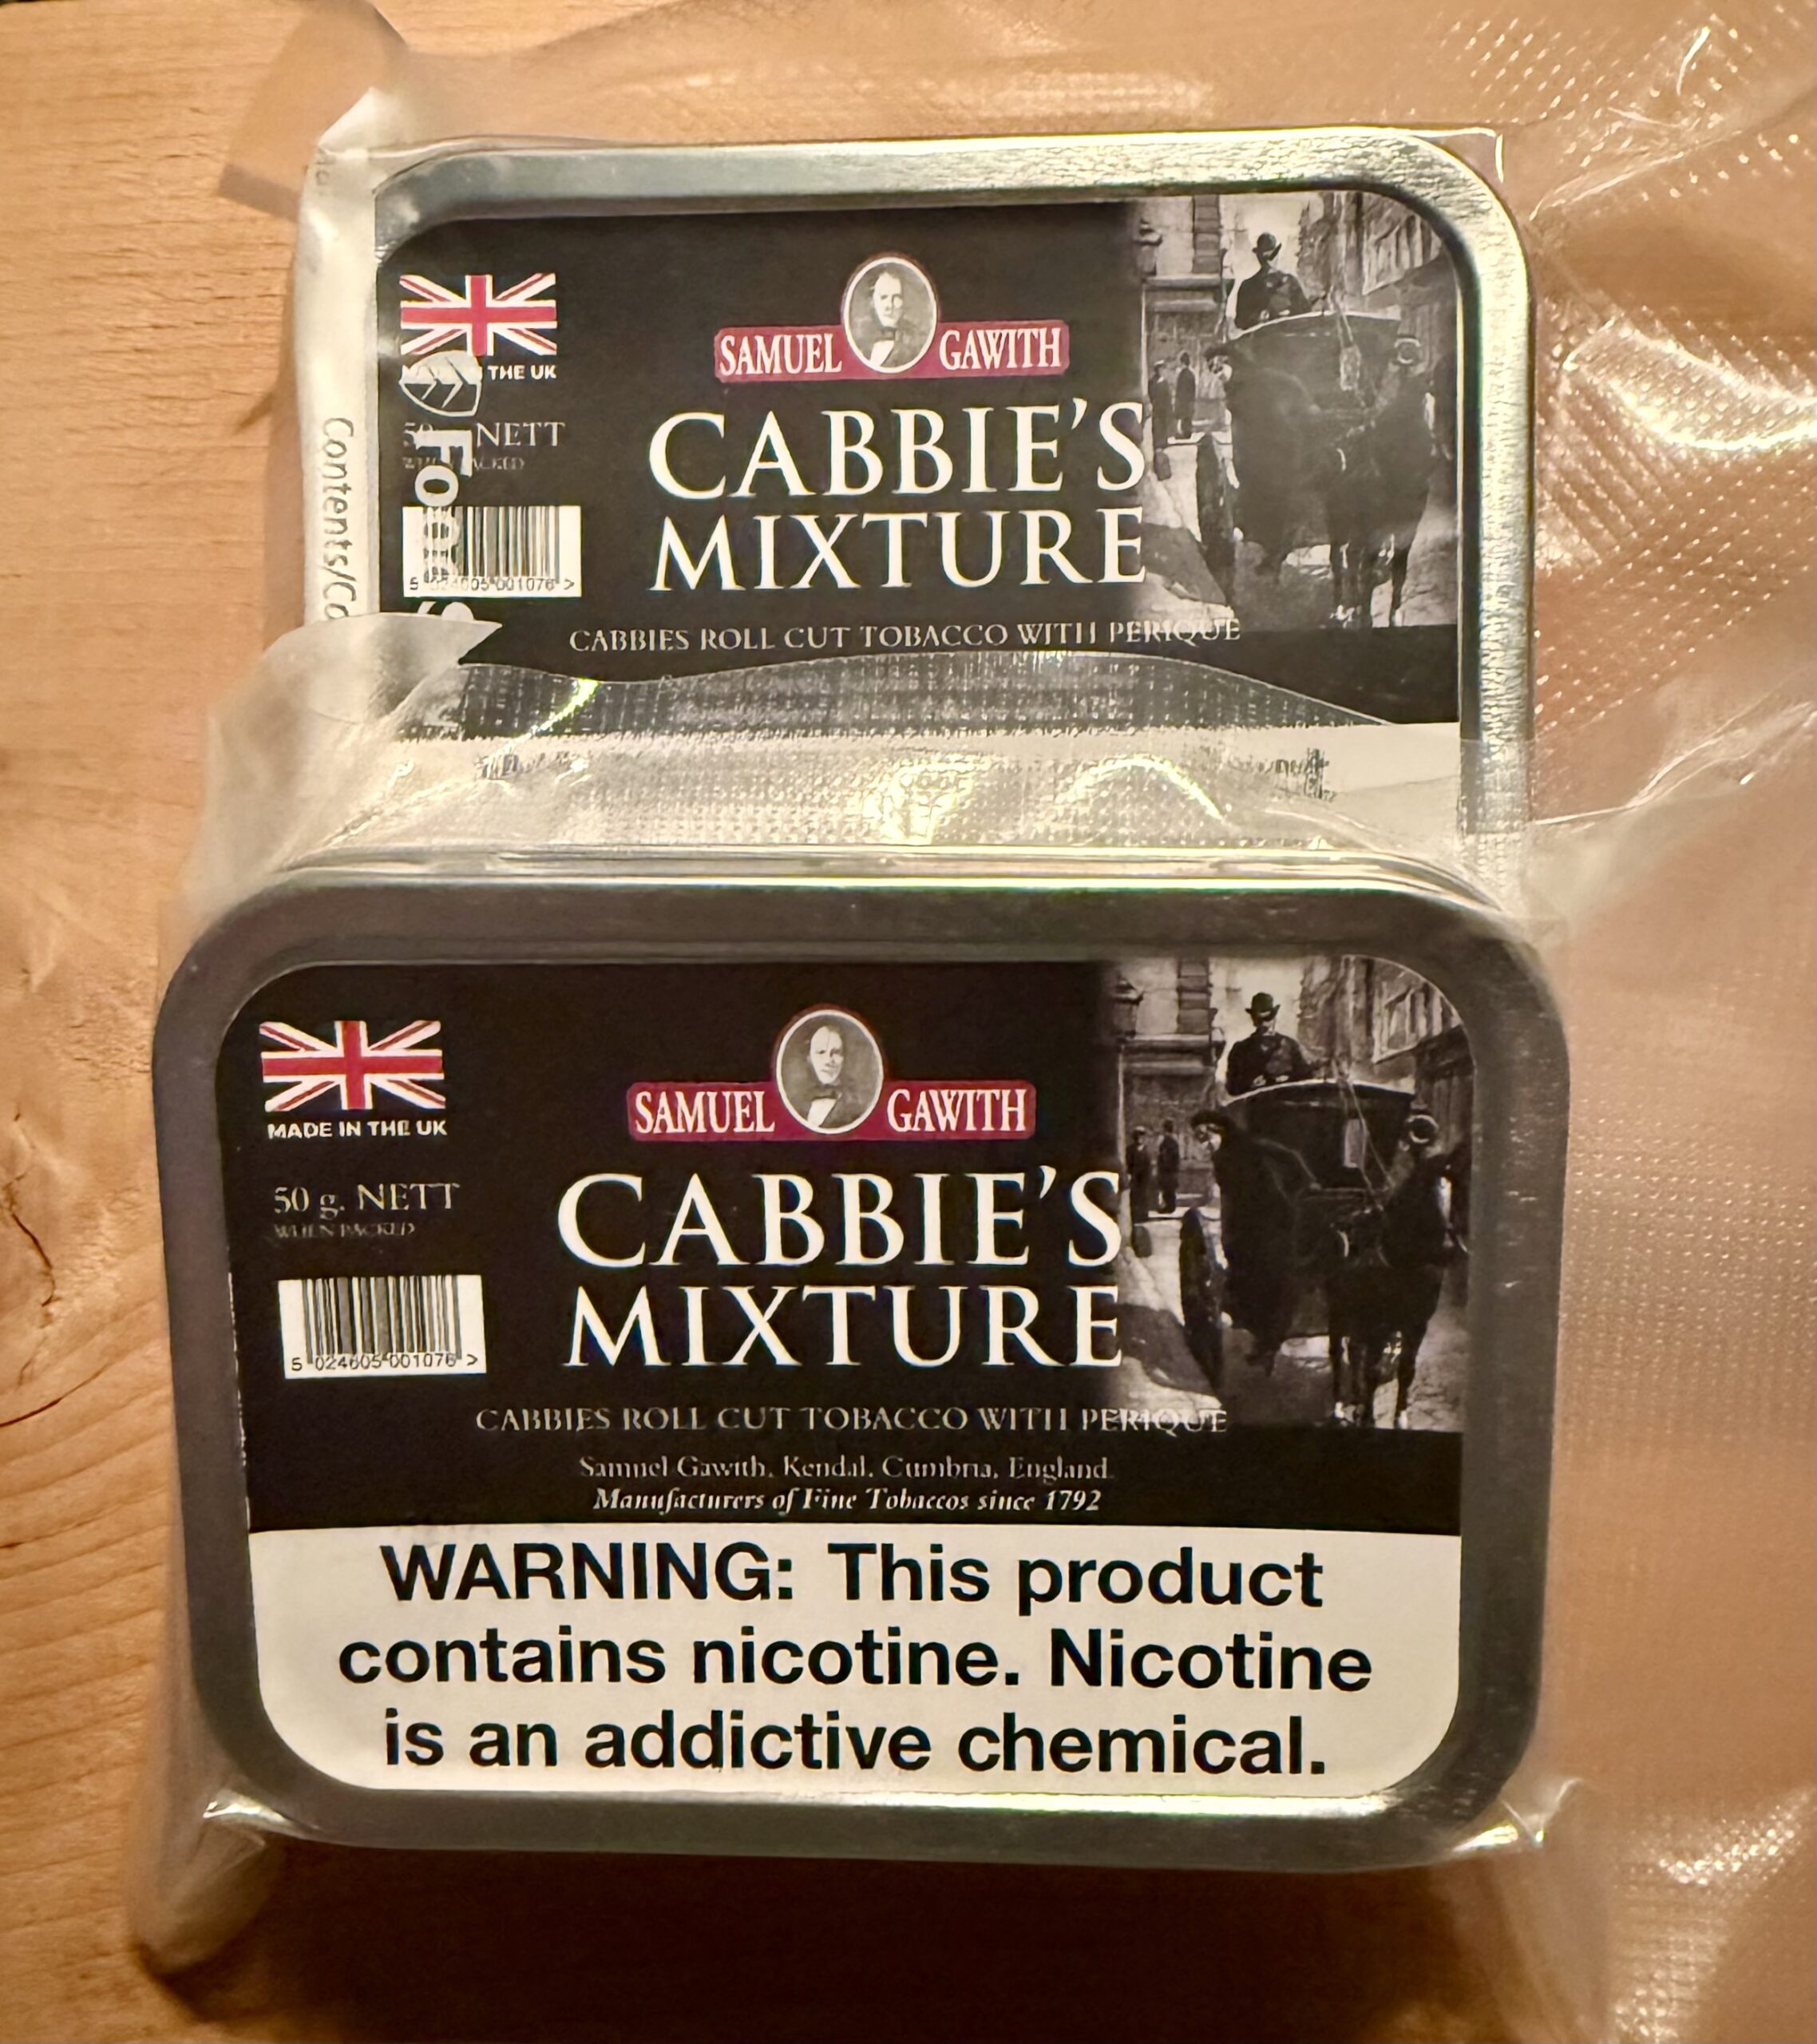 THE UK
NETT
SAMUEL GAWITH
CABBIE'S
MIXTURE
CABBIES ROLL CUT TOBACCO WITH PERIQUE
Contents/Co
MADE IN THE UK
50 g. NETT
WHEN PACKED
5 024605 001076 >
SAMUEL GAWITH
CABBIE'S
MIXTURE
CABBIES ROLL CUT TOBACCO WITH PERIQUE
Samuel Gawith, Kendal, Cumbria, England
Manufacturers of Fine Tobaccos since 1792
WARNING: This product
contains nicotine. Nicotine
is an addictive chemical.